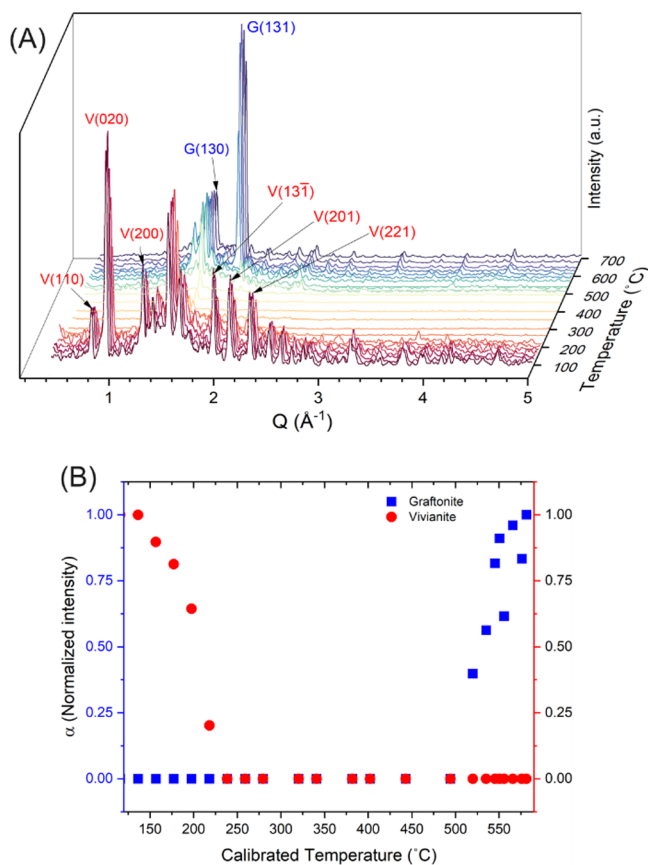 (A)
G(131)
V(020)
G(130)
V(131̅)
V(200)
V(201)
V(221)
V(110)
Intensity (a.u.)
700
600
500
400
300
200
100
Temperature (˚C)
1 2 3 4 5
Q (Å⁻¹)
(B)
Graftonite
Vivianite
1.00 1.00
0.75 0.75
0.50 0.50
0.25 0.25
0.00 0.00
α (Normalized intensity)
150 200 250 300 350 400 450 500 550
Calibrated Temperature (˚C)